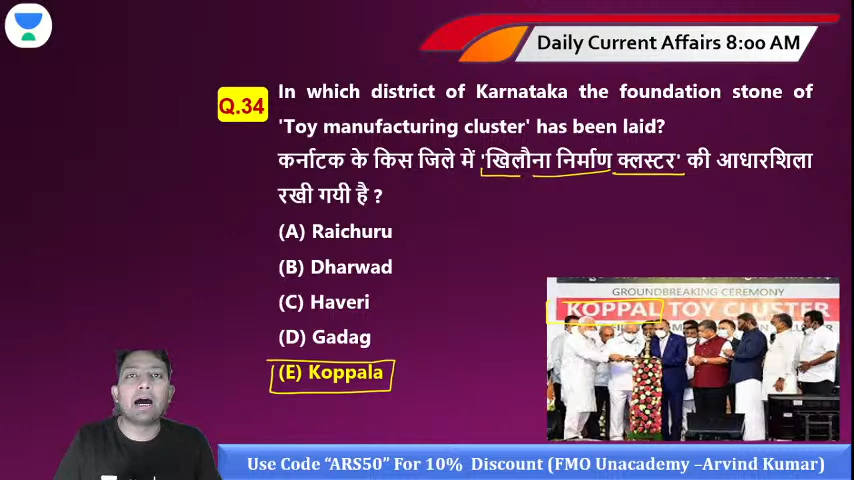 Daily Current Affairs 8:00 AM
Q.34
In which district of Karnataka the foundation stone of
'Toy manufacturing cluster' has been laid?
कर्नाटक के किस जिले में 'खिलौना निर्माण क्लस्टर' की आधारशिला
रखी गयी है ?
(A) Raichuru
(B) Dharwad
(C) Haveri
(D) Gadag
(E) Koppala
GROUNDBREAKING CEREMONY
KOPPAL TOY CLUSTER
Use Code “ARS50” For 10% Discount (FMO Unacademy –Arvind Kumar)